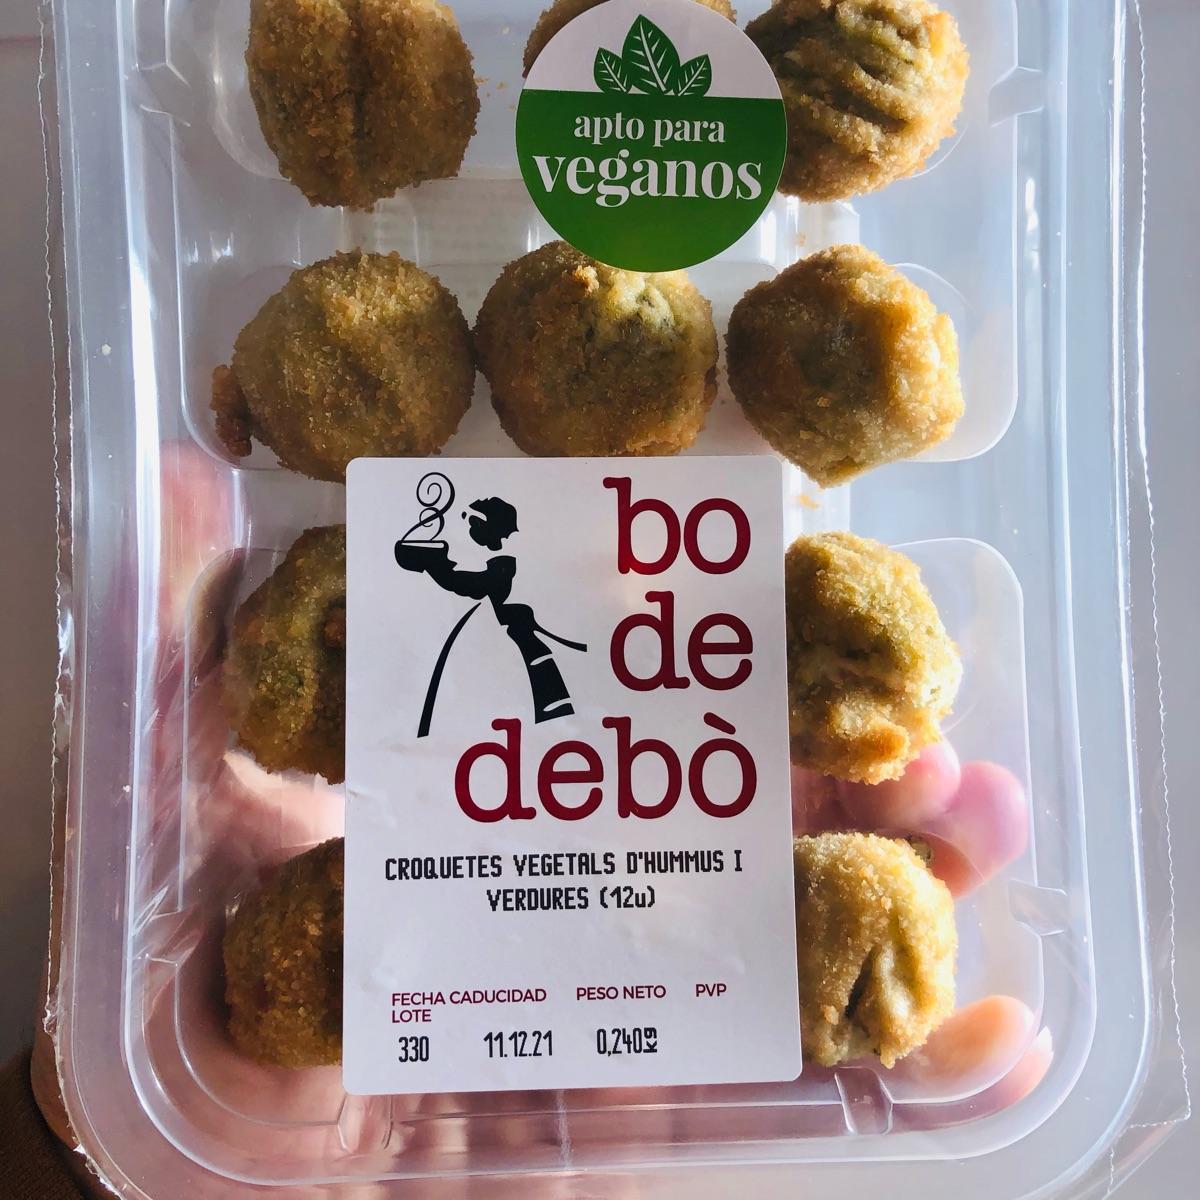 apto para
veganos
bo
de
debò
CROQUETES VEGETALS D'HUMMUS I
VERDURES (12u)
FECHA CADUCIDAD PESO NETO PVP
LOTE
330 11.12.21 0,240kg